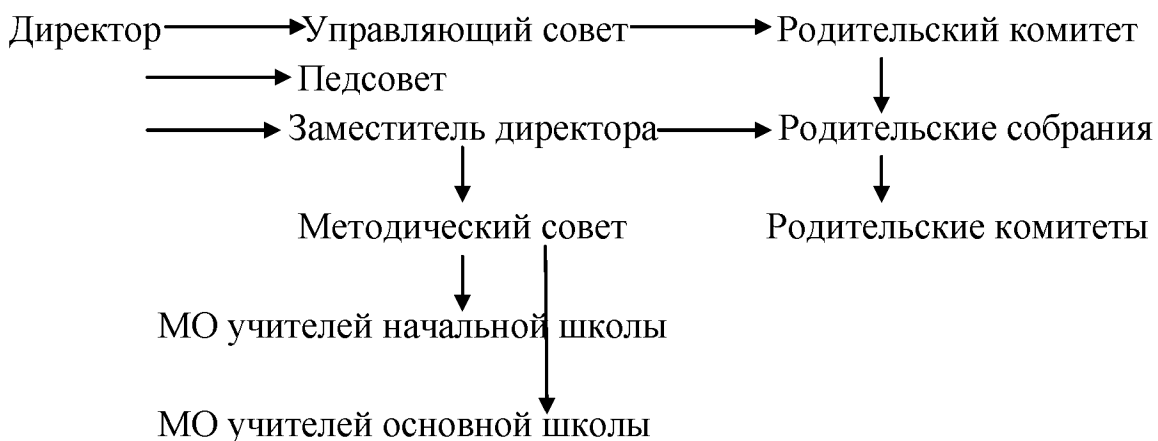 Директор Управляющий совет Родительский комитет
Педсовет
Заместитель директора Родительские собрания
Методический совет Родительские комитеты
МО учителей начальной школы
МО учителей основной школы